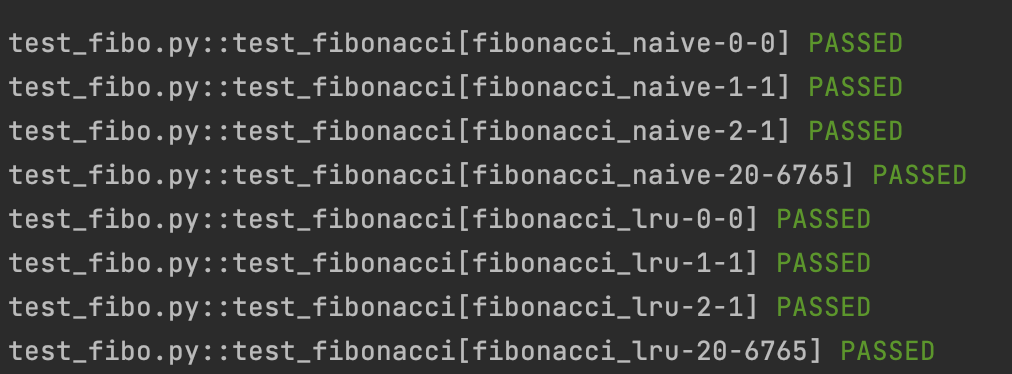 test_fibo.py::test_fibonacci[fibonacci_naive-0-0] PASSED
test_fibo.py::test_fibonacci[fibonacci_naive-1-1] PASSED
test_fibo.py::test_fibonacci[fibonacci_naive-2-1] PASSED
test_fibo.py::test_fibonacci[fibonacci_naive-20-6765] PASSED
test_fibo.py::test_fibonacci[fibonacci_lru-0-0] PASSED
test_fibo.py::test_fibonacci[fibonacci_lru-1-1] PASSED
test_fibo.py::test_fibonacci[fibonacci_lru-2-1] PASSED
test_fibo.py::test_fibonacci[fibonacci_lru-20-6765] PASSED